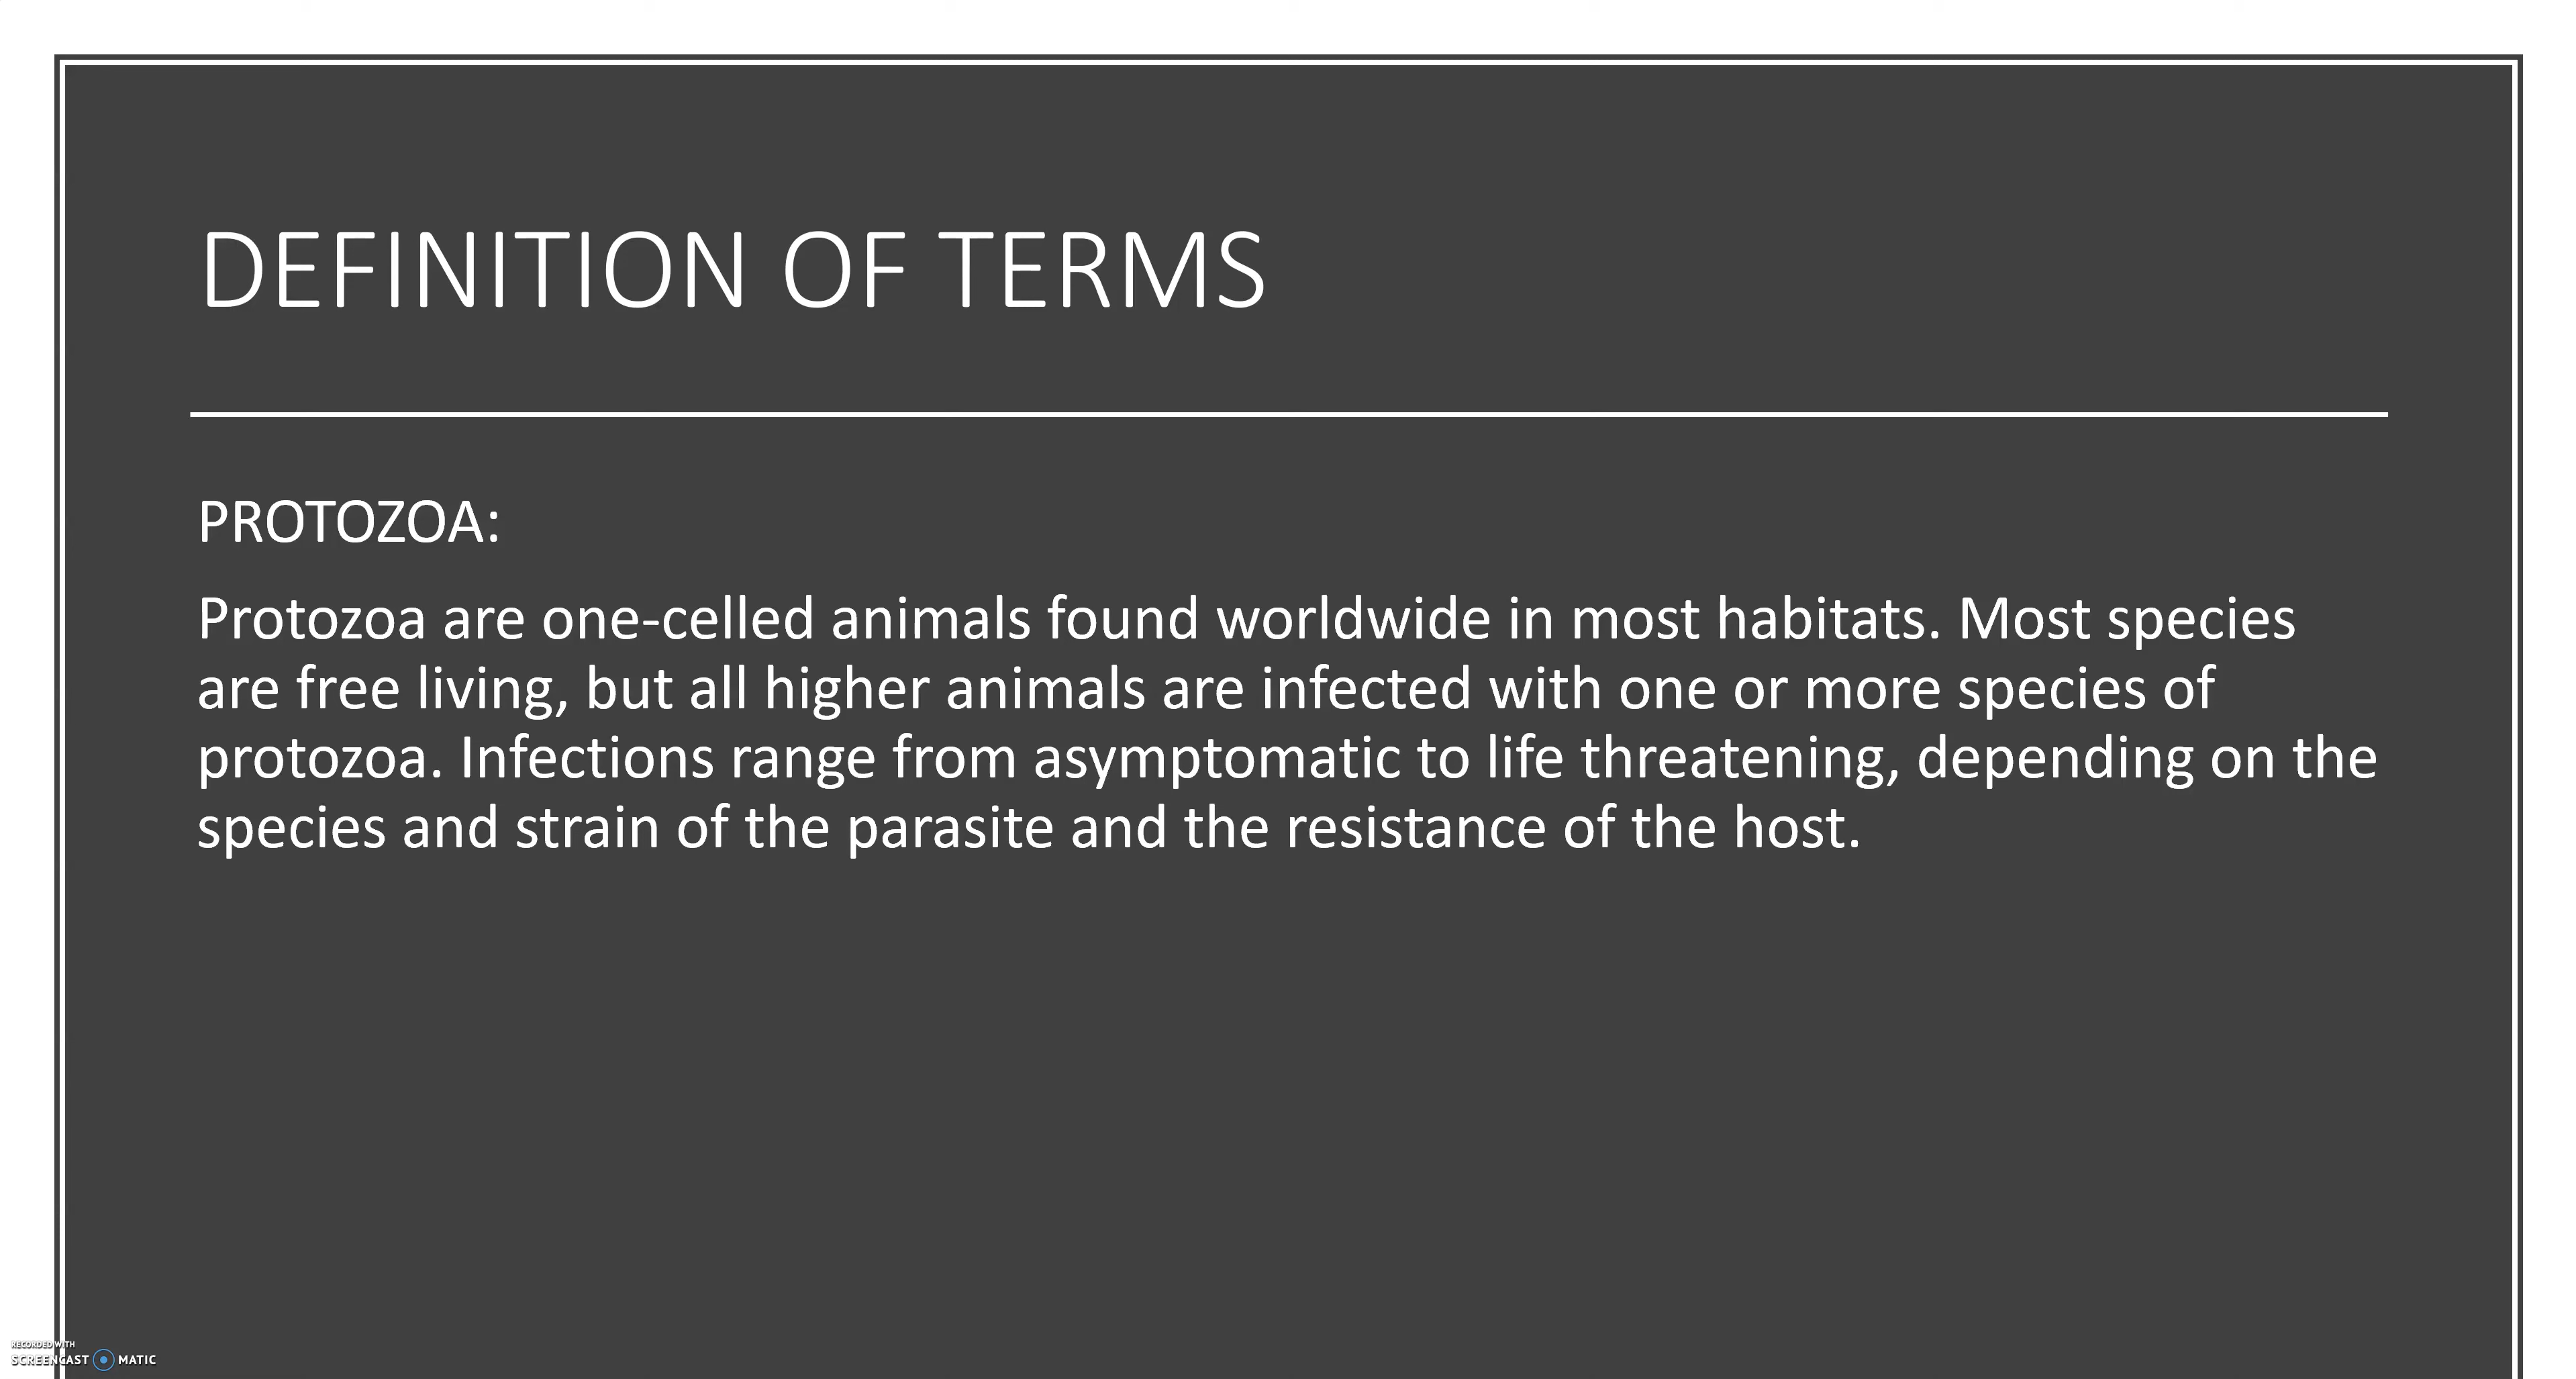 DEFINITION OF TERMS
PROTOZOA:
Protozoa are one-celled animals found worldwide in most habitats. Most species
are free living, but all higher animals are infected with one or more species of
protozoa. Infections range from asymptomatic to life threatening, depending on the
species and strain of the parasite and the resistance of the host.
RECORDED WITH
SCREENCAST MATIC